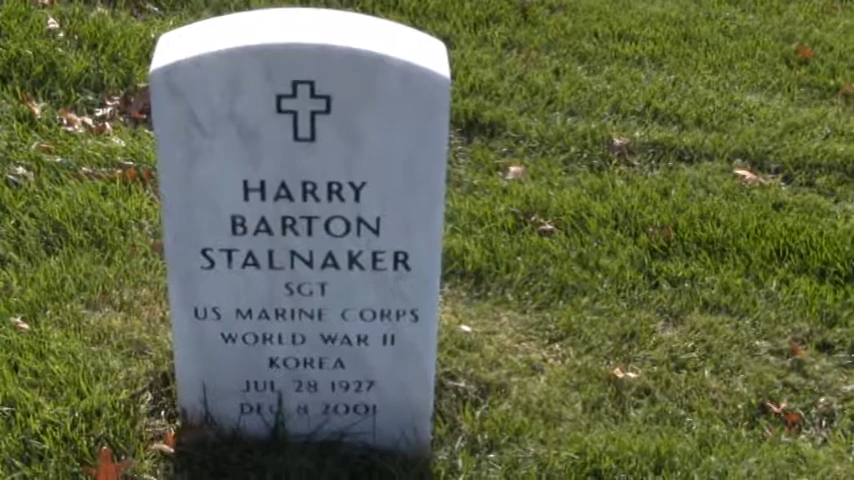 HARRY
BARTON
STALNAKER
SGT
US MARINE CORPS
WORLD WAR II
KOREA
JUL 28 1927
DEC 8 2001